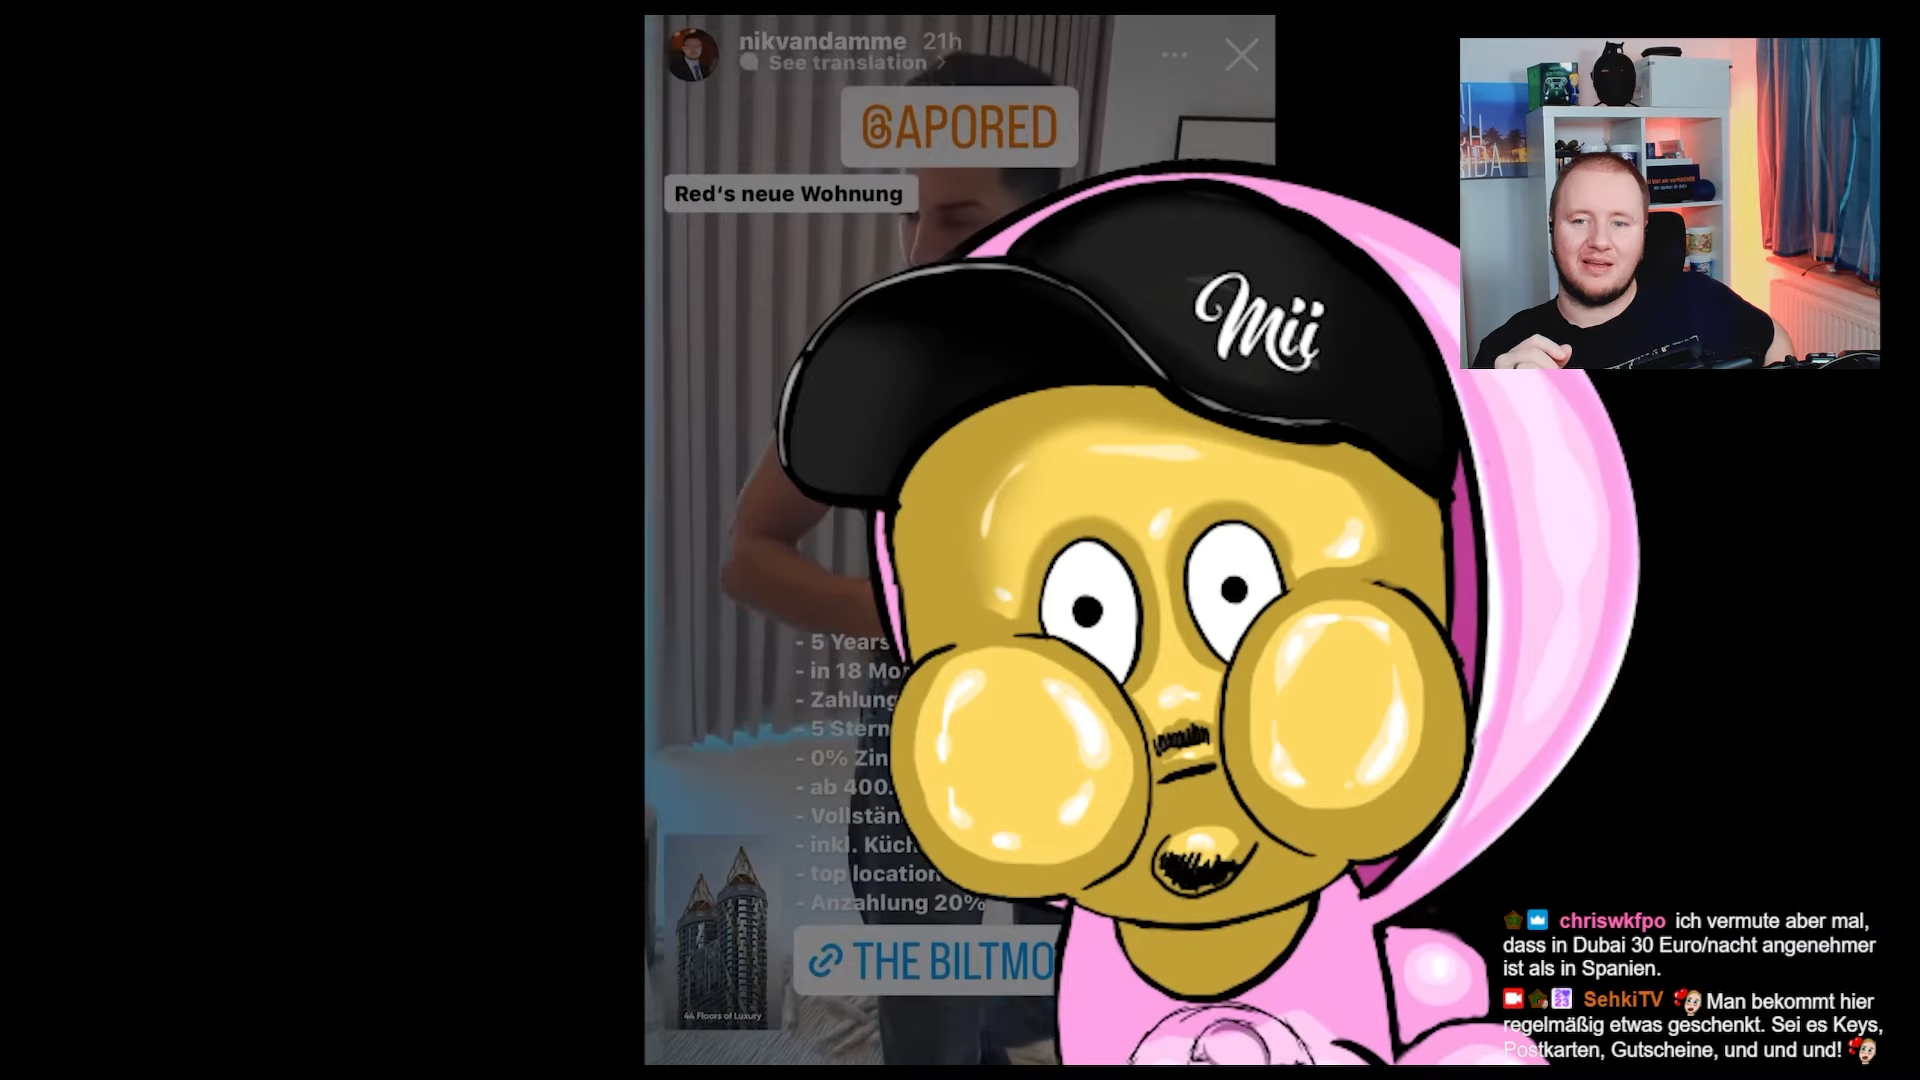 nikvandamme 21h
See translation >
@APORED
Red‘s neue Wohnung
Mii
- 5 Years
- in 18
- Zahlung
- 5 Stern
- 0% Zin
- ab 400.
- Vollstän
- inkl. Küch
- top location
- Anzahlung 20%
THE BILTMO
44 Floors of Luxury
chriswkfpo ich vermute aber mal,
dass in Dubai 30 Euro/nacht angenehmer
ist als in Spanien.
SehkiTV Man bekommt hier
regelmäßig etwas geschenkt. Sei es Keys,
Postkarten, Gutscheine, und und und!